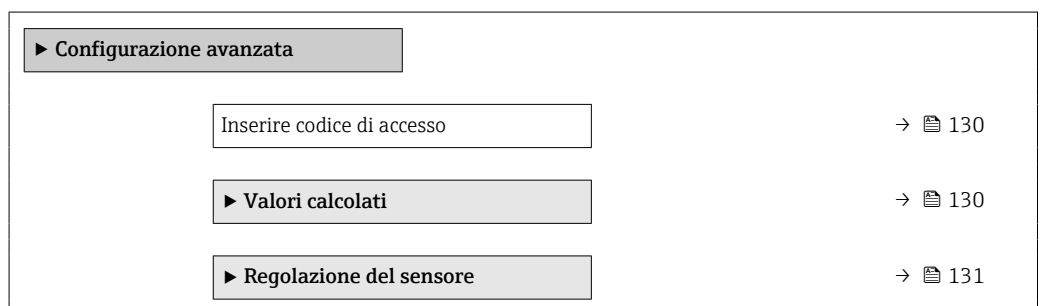 ▶ Configurazione avanzata
Inserire codice di accesso → 130
▶ Valori calcolati → 130
▶ Regolazione del sensore → 131